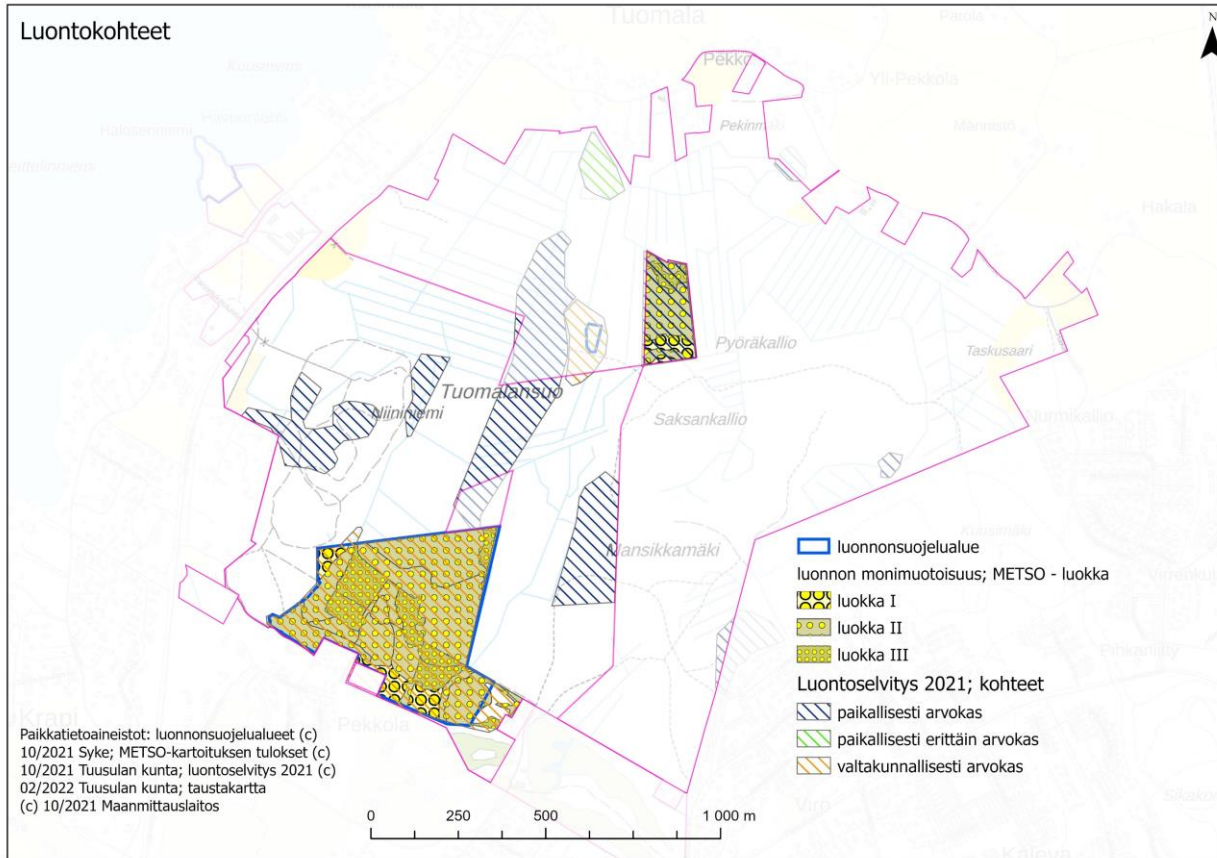 Luontokohteet
N
Tuomala
Parola
Pekko
Yli-Pekkola
Kuusiniemi
Halosenniemi
Pekinmäki
Männistö
Hakala
Pyöräkallio
Taskusaari
Tuomalansuo
Niininiemi
Saksankallio
Nurmikallio
Mansikkamäki
luonnonsuojelualue
luonnon monimuotoisuus; METSO - luokka
luokka I
luokka II
luokka III
Luontoselvitys 2021; kohteet
paikallisesti arvokas
paikallisesti erittäin arvokas
valtakunnallisesti arvokas
Krapi
Pekkola
Paikkatietoaineistot: luonnonsuojelualueet (c)
10/2021 Syke; METSO-kartoituksen tulokset (c)
10/2021 Tuusulan kunta; luontoselvitys 2021 (c)
02/2022 Tuusulan kunta; taustakartta
(c) 10/2021 Maanmittauslaitos
0 250 500 1 000 m
Virö
Kaleva